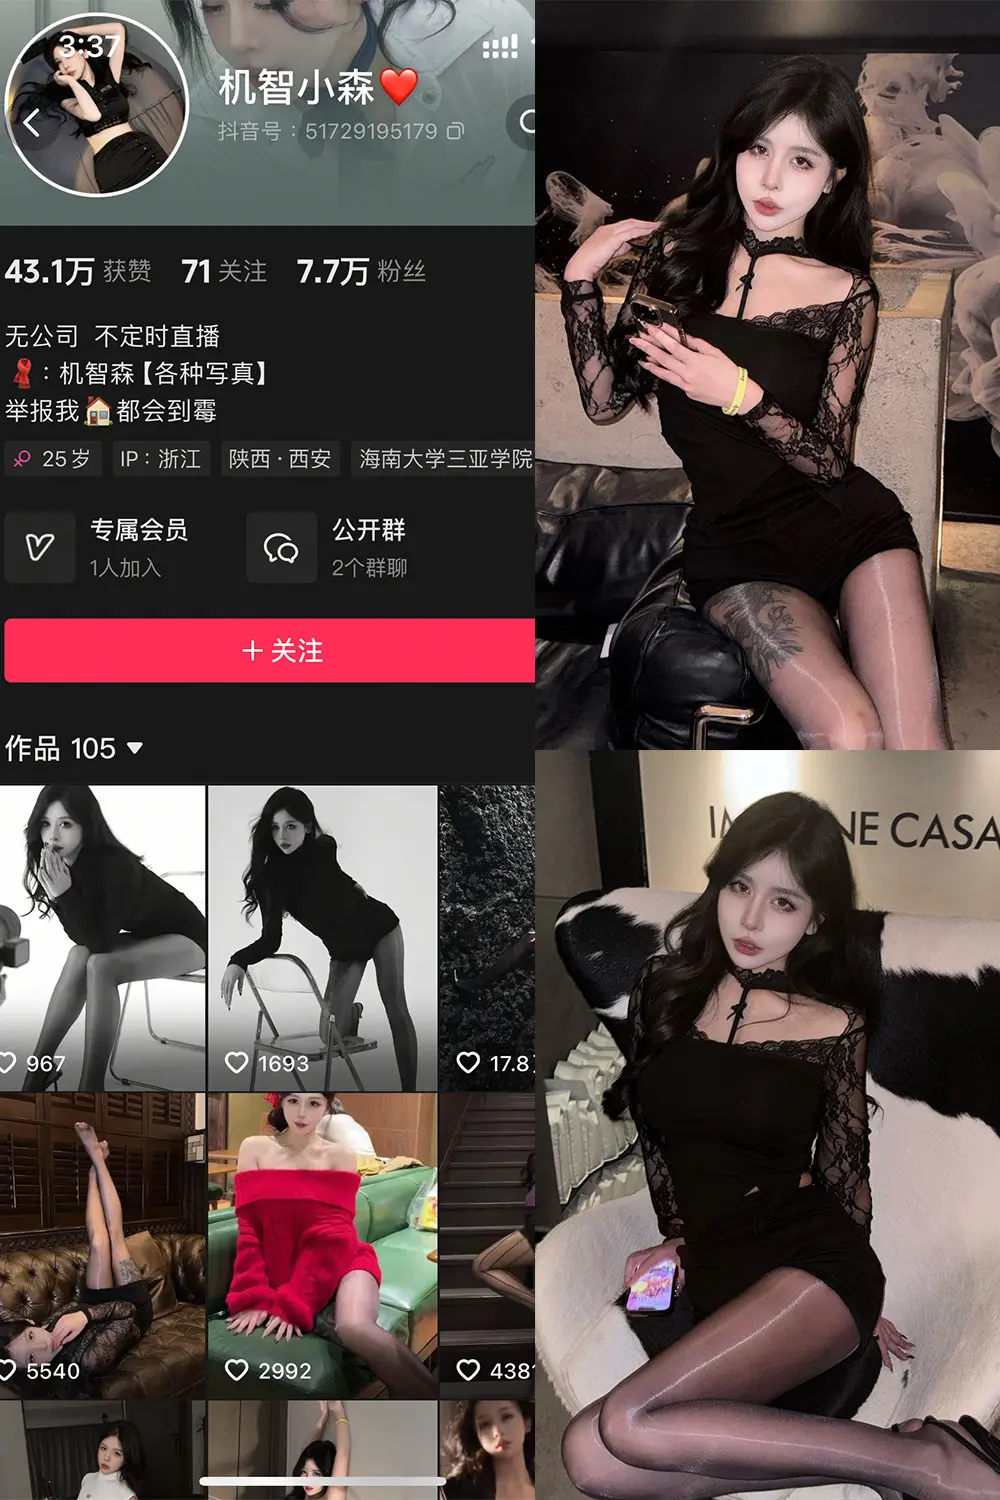 3:37
机智小森❤️
抖音号：51729195179
43.1万 获赞 71 关注 7.7万 粉丝
无公司 不定时直播
🧣：机智森【各种写真】
举报我🏠都会到霉
25岁 IP：浙江 陕西·西安 海南大学三亚学院
专属会员
1人加入
公开群
2个群聊
+ 关注
作品 105
967 1693 17.8
5540 2992 438
NE CASA